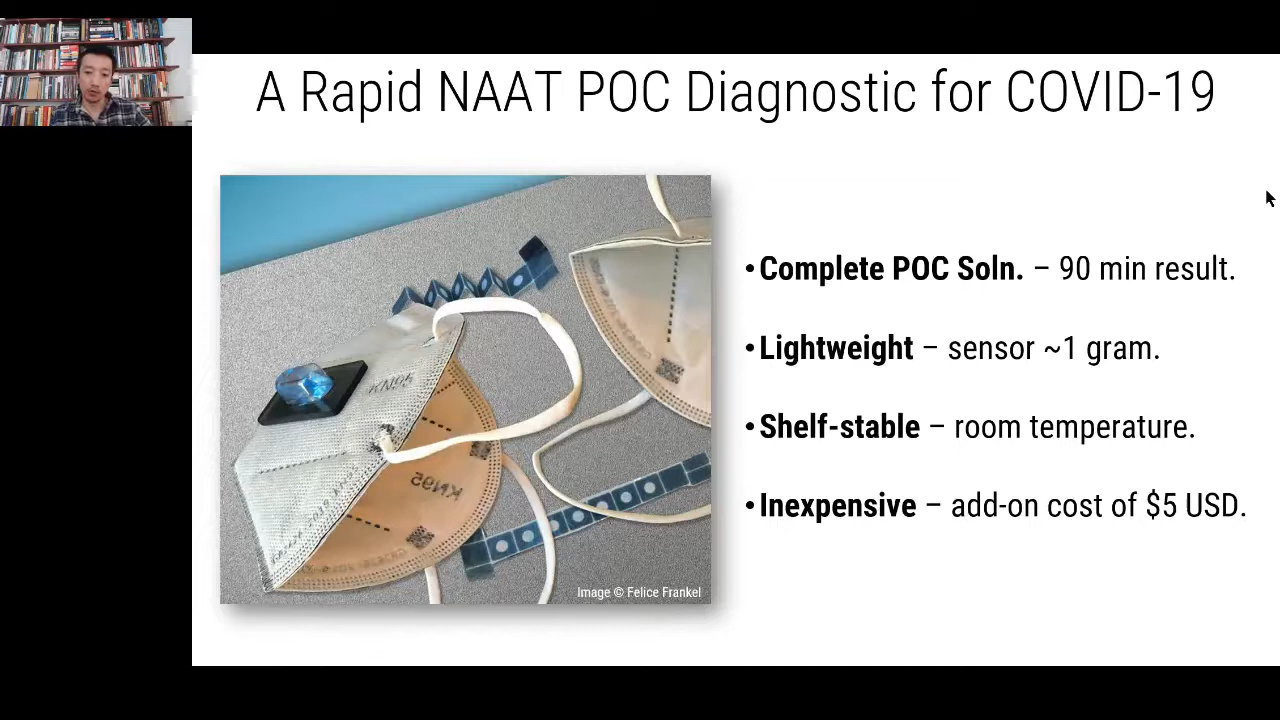 A Rapid NAAT POC Diagnostic for COVID-19
•Complete POC Soln. – 90 min result.
•Lightweight – sensor ~1 gram.
•Shelf-stable – room temperature.
•Inexpensive – add-on cost of $5 USD.
KN95
KN95
Image © Felice Frankel